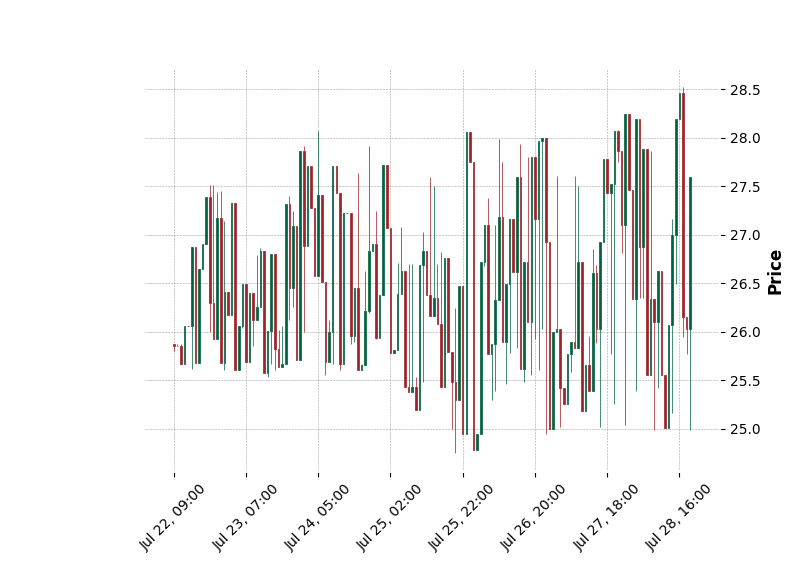 28.5
28.0
27.5
27.0
26.5
26.0
25.5
25.0
Price
Jul 22, 09:00
Jul 23, 07:00
Jul 24, 05:00
Jul 25, 02:00
Jul 25, 22:00
Jul 26, 20:00
Jul 27, 18:00
Jul 28, 16:00